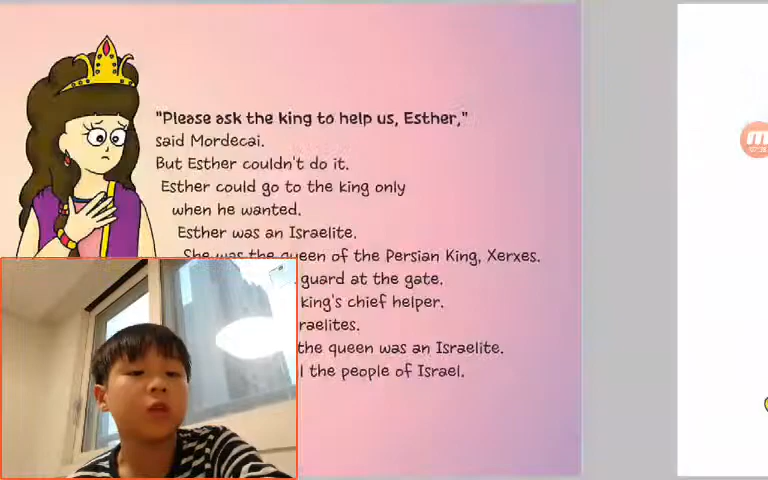 "Please ask the king to help us, Esther,"
said Mordecai.
But Esther couldn't do it.
Esther could go to the king only
when he wanted.
Esther was an Israelite.
She was the queen of the Persian King, Xerxes.
guard at the gate.
king's chief helper.
raelites.
the queen was an Israelite.
l the people of Israel.